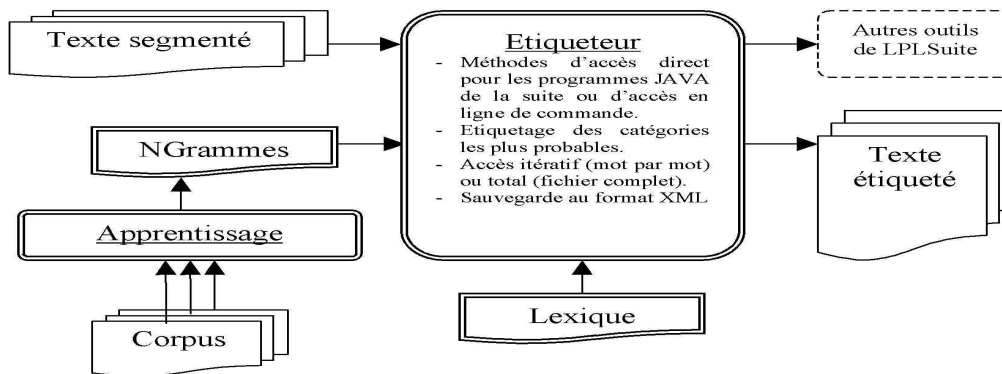 Texte segmenté
Etiqueteur
- Méthodes d'accès direct
pour les programmes JAVA
de la suite ou d'accès en
ligne de commande.
- Etiquetage des catégories
les plus probables.
- Accès itératif (mot par mot)
ou total (fichier complet).
- Sauvegarde au format XML
Autres outils
de LPLSuite
NGrammes
Texte
étiqueté
Apprentissage
Lexique
Corpus